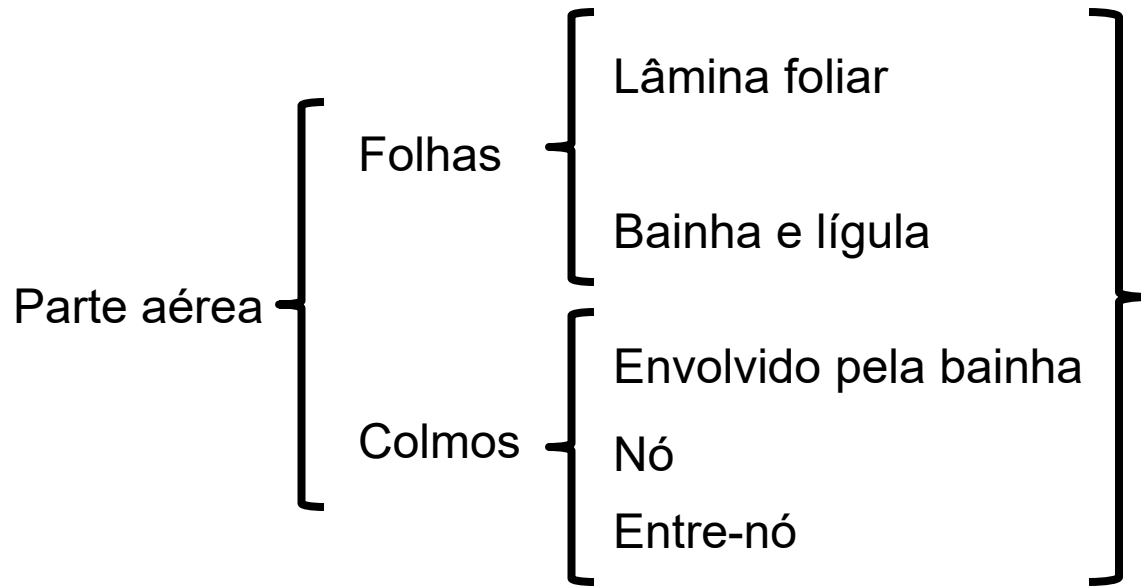 Lâmina foliar
Folhas
Bainha e lígula
Parte aérea
Envolvido pela bainha
Colmos
Nó
Entre-nó